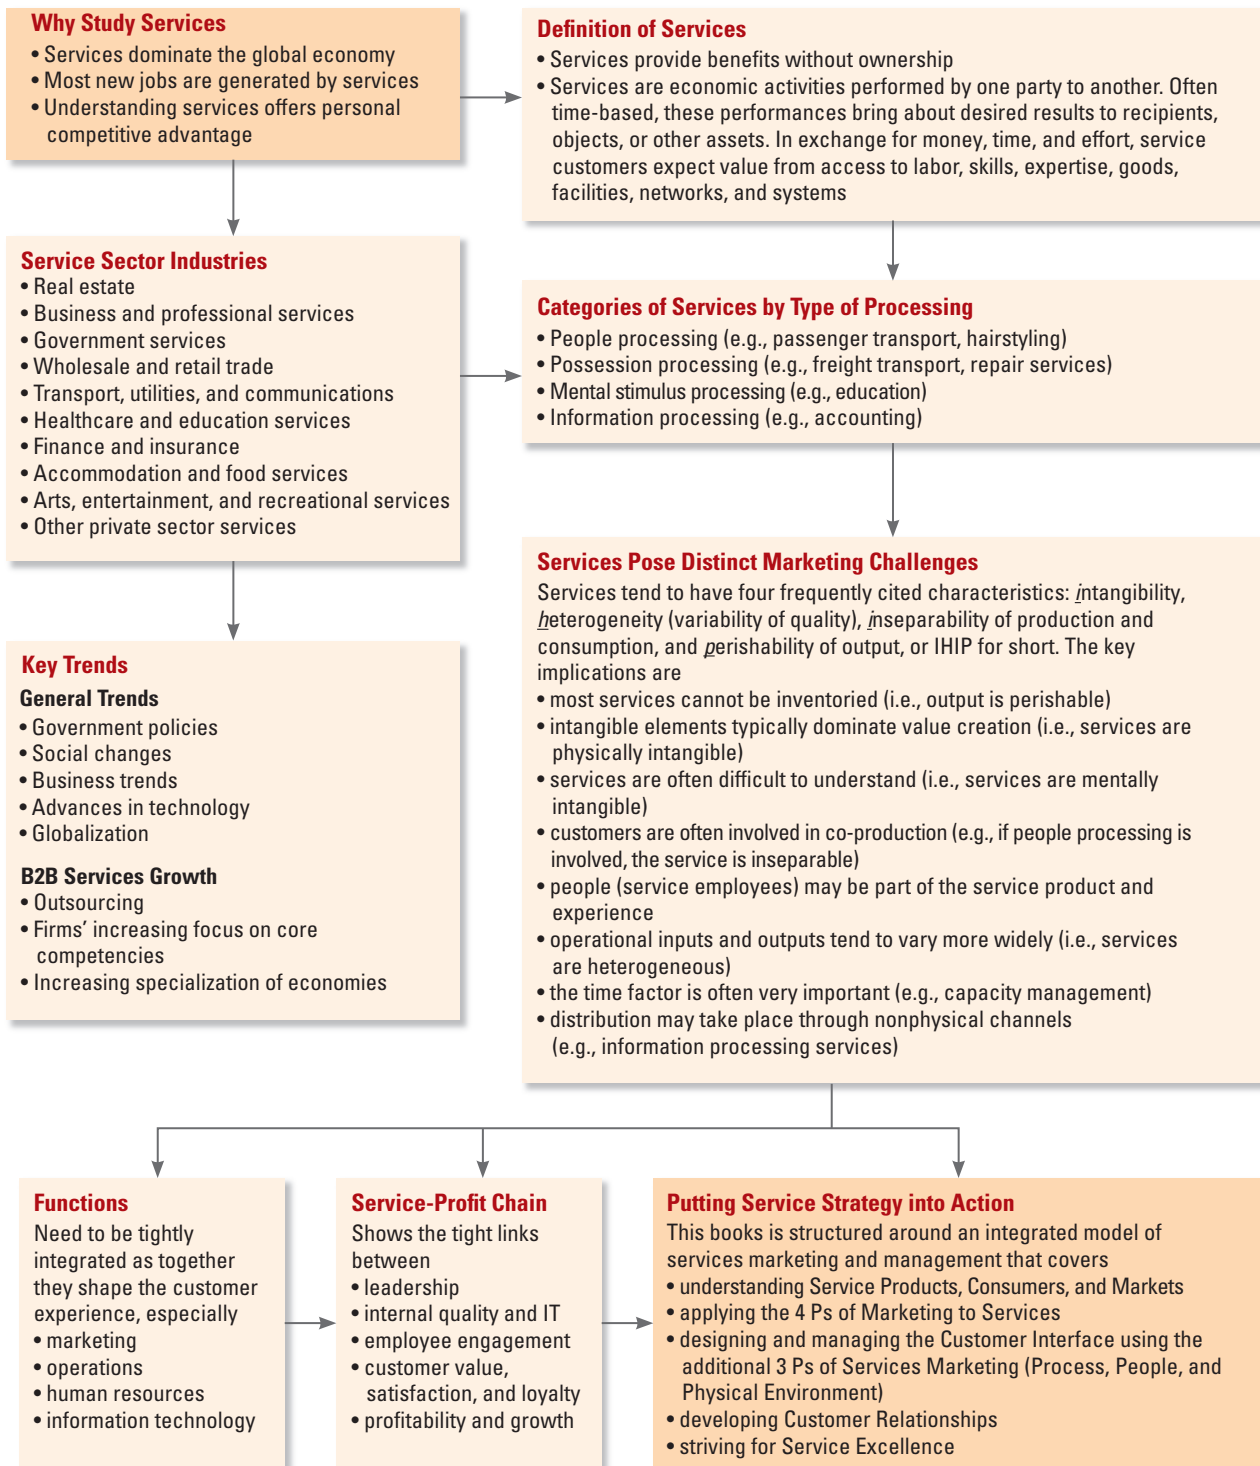 Why Study Services
• Services dominate the global economy
• Most new jobs are generated by services
• Understanding services offers personal
competitive advantage
Definition of Services
• Services provide benefits without ownership
• Services are economic activities performed by one party to another. Often
time-based, these performances bring about desired results to recipients,
objects, or other assets. In exchange for money, time, and effort, service
customers expect value from access to labor, skills, expertise, goods,
facilities, networks, and systems
Service Sector Industries
• Real estate
• Business and professional services
• Government services
• Wholesale and retail trade
• Transport, utilities, and communications
• Healthcare and education services
• Finance and insurance
• Accommodation and food services
• Arts, entertainment, and recreational services
• Other private sector services
Categories of Services by Type of Processing
• People processing (e.g., passenger transport, hairstyling)
• Possession processing (e.g., freight transport, repair services)
• Mental stimulus processing (e.g., education)
• Information processing (e.g., accounting)
Key Trends
General Trends
• Government policies
• Social changes
• Business trends
• Advances in technology
• Globalization
B2B Services Growth
• Outsourcing
• Firms’ increasing focus on core
competencies
• Increasing specialization of economies
Services Pose Distinct Marketing Challenges
Services tend to have four frequently cited characteristics: intangibility,
heterogeneity (variability of quality), inseparability of production and
consumption, and perishability of output, or IHIP for short. The key
implications are
• most services cannot be inventoried (i.e., output is perishable)
• intangible elements typically dominate value creation (i.e., services are
physically intangible)
• services are often difficult to understand (i.e., services are mentally
intangible)
• customers are often involved in co-production (e.g., if people processing is
involved, the service is inseparable)
• people (service employees) may be part of the service product and
experience
• operational inputs and outputs tend to vary more widely (i.e., services
are heterogeneous)
• the time factor is often very important (e.g., capacity management)
• distribution may take place through nonphysical channels
(e.g., information processing services)
Functions
Need to be tightly
integrated as together
they shape the customer
experience, especially
• marketing
• operations
• human resources
• information technology
Service-Profit Chain
Shows the tight links
between
• leadership
• internal quality and IT
• employee engagement
• customer value,
satisfaction, and loyalty
• profitability and growth
Putting Service Strategy into Action
This books is structured around an integrated model of
services marketing and management that covers
• understanding Service Products, Consumers, and Markets
• applying the 4 Ps of Marketing to Services
• designing and managing the Customer Interface using the
additional 3 Ps of Services Marketing (Process, People, and
Physical Environment)
• developing Customer Relationships
• striving for Service Excellence